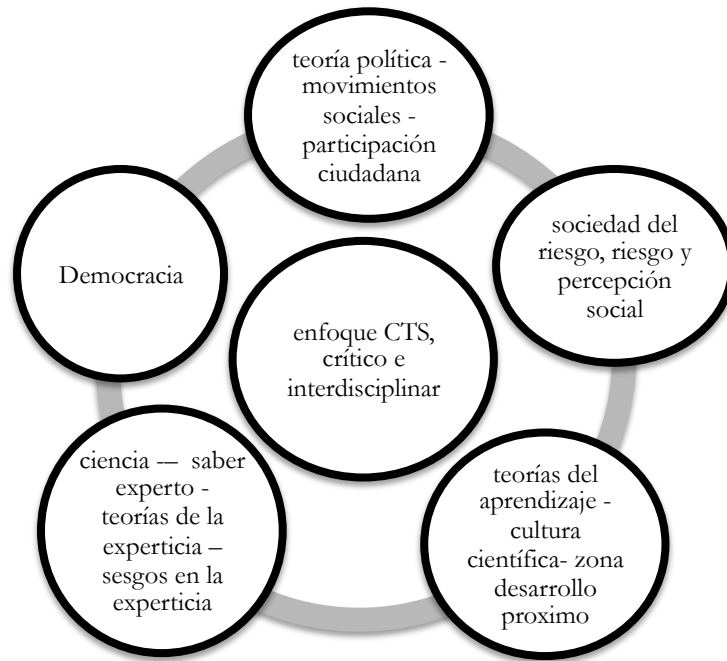 teoría política -
movimientos
sociales -
participación
ciudadana
sociedad del
riesgo, riesgo y
percepción
social
teorías del
aprendizaje -
cultura
científica- zona
desarrollo
proximo
ciencia -– saber
experto -
teorías de la
experticia –
sesgos en la
experticia
Democracia
enfoque CTS,
crítico e
interdisciplinar